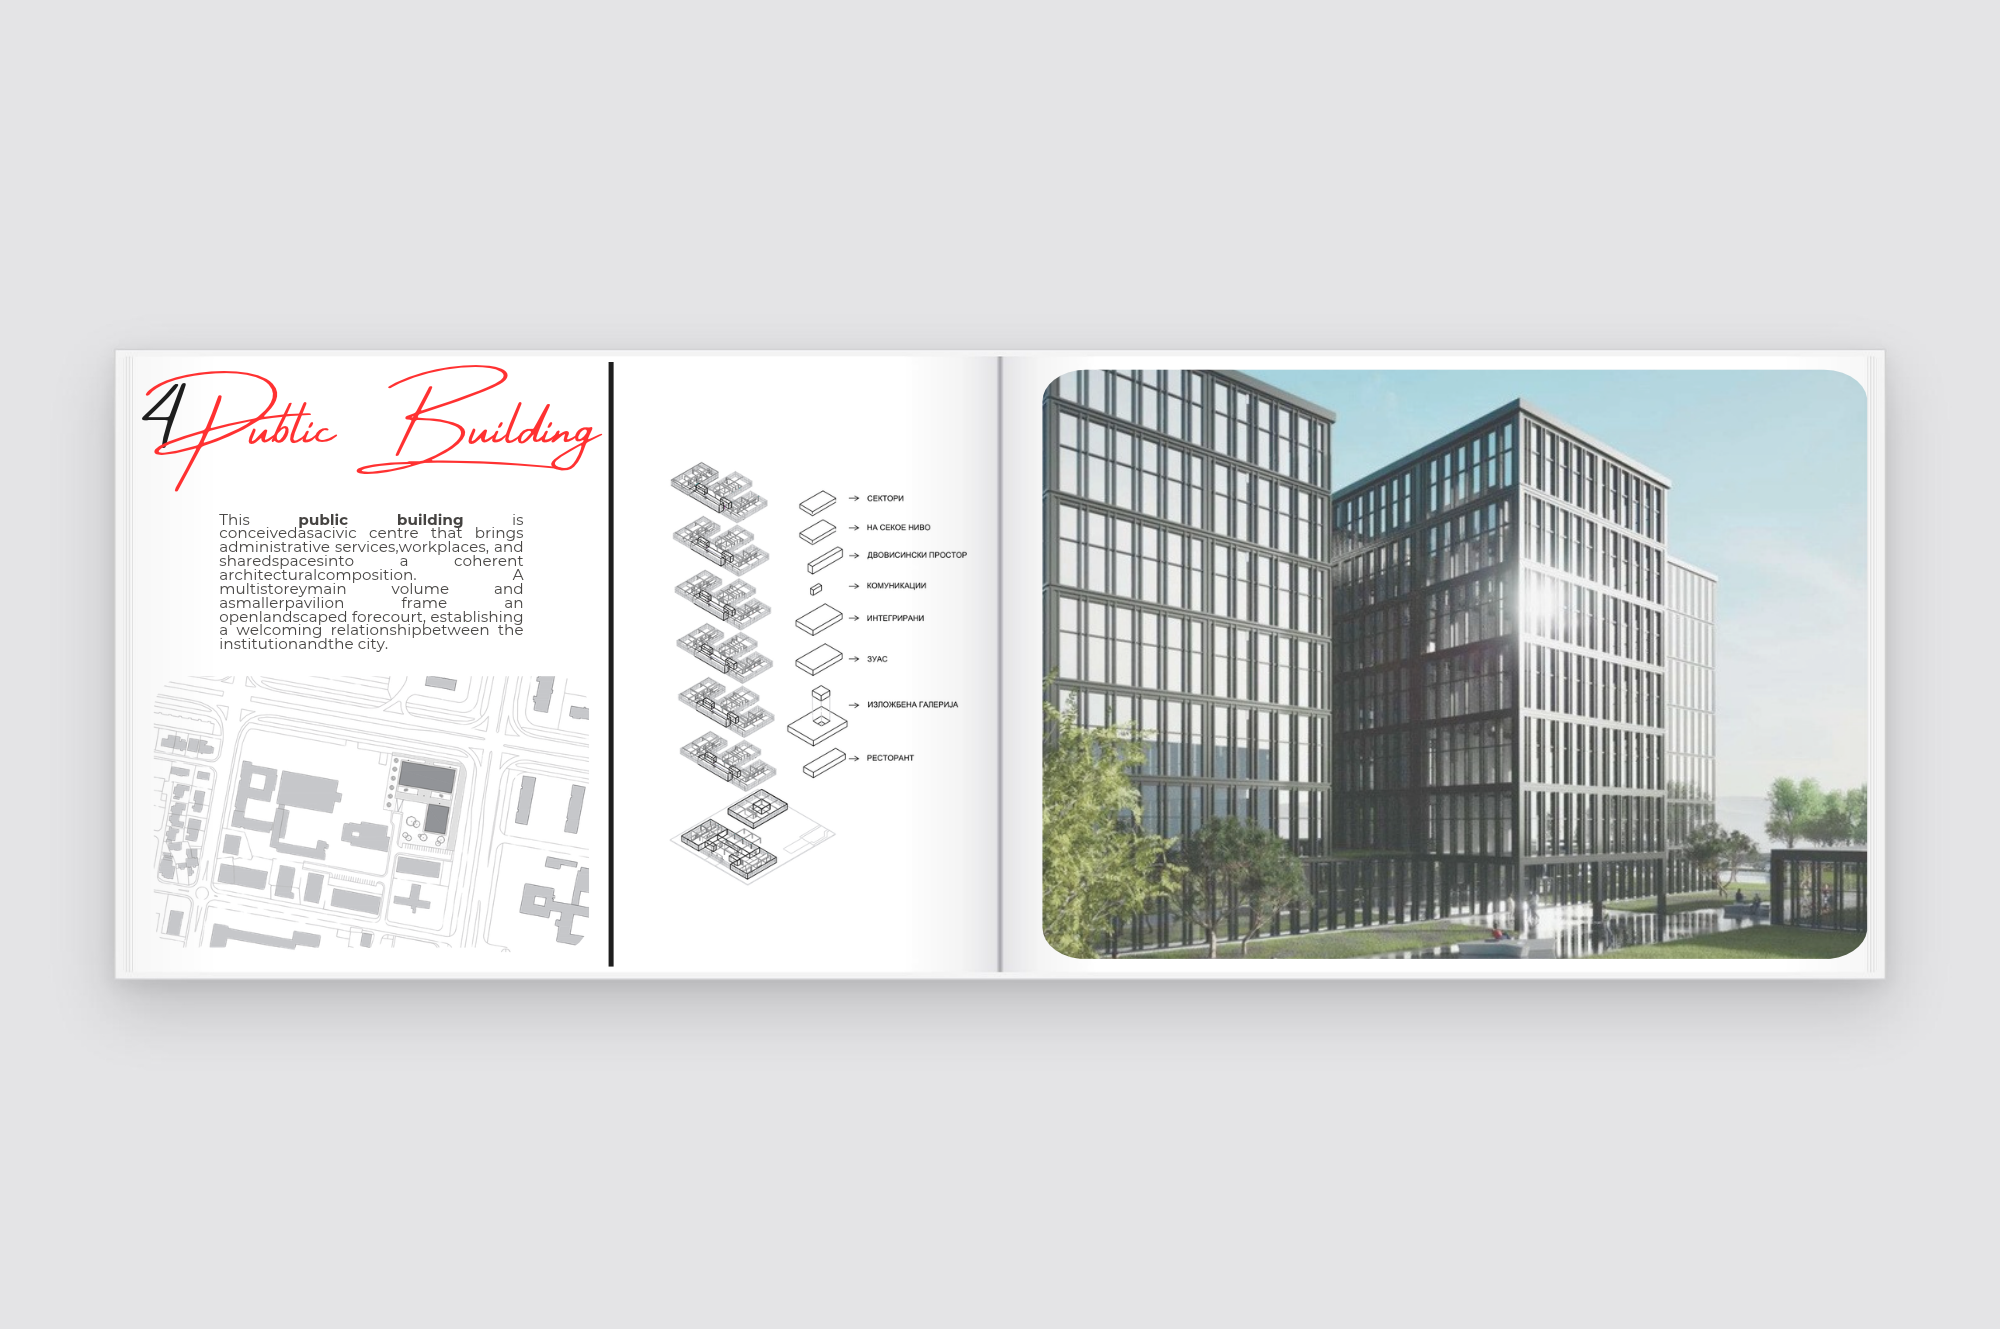 4 Public Building
This public building is
conceivedasacivic centre that brings
administrative services,workplaces, and
sharedspacesinto a coherent
architecturalcomposition. A
multistoreymain volume and
asmallerpavilion frame an
openlandscaped forecourt, establishing
a welcoming relationshipbetween the
institutionandthe city.
СЕКТОРИ
НА СЕКОЕ НИВО
ДВОВИСИНСКИ ПРОСТОР
КОМУНИКАЦИИ
ИНТЕГРИРАНИ
ЗУАС
ИЗЛОЖБЕНА ГАЛЕРИЈА
РЕСТОРАНТ